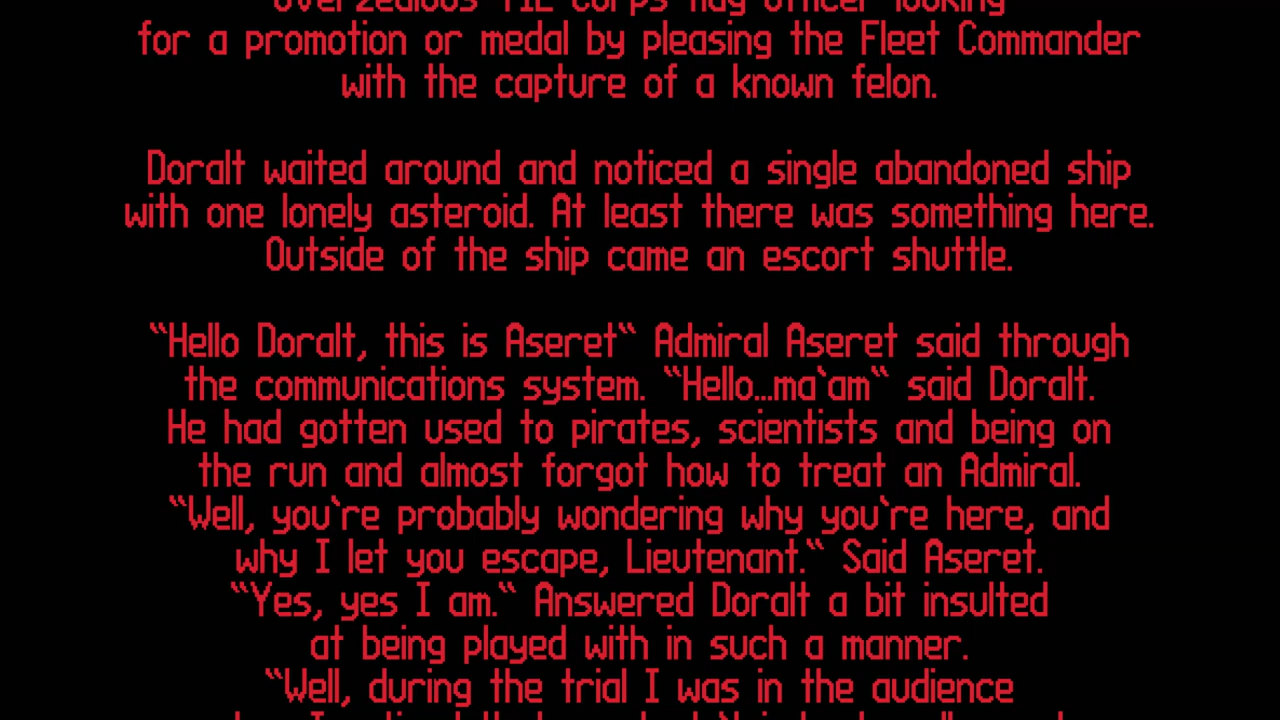 overzealous TIE Corps flag officer looking
for a promotion or medal by pleasing the Fleet Commander
with the capture of a known felon.
Doralt waited around and noticed a single abandoned ship
with one lonely asteroid. At least there was something here.
Outside of the ship came an escort shuttle.
‟Hello Doralt, this is Aseret‟ Admiral Aseret said through
the communications system. ‟Hello...ma‛am‟ said Doralt.
He had gotten used to pirates, scientists and being on
the run and almost forgot how to treat an Admiral.
‟Well, you‛re probably wondering why you‛re here, and
why I let you escape, Lieutenant.‟ Said Aseret.
‟Yes, yes I am.‟ Answered Doralt a bit insulted
at being played with in such a manner.
‟Well, during the trial I was in the audience